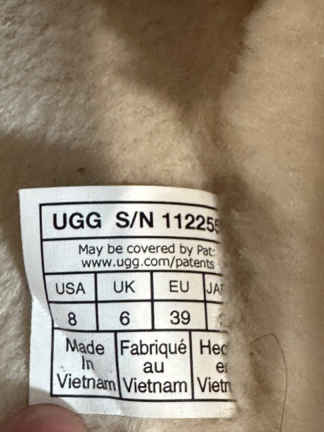 UGG S/N 11225
May be covered by Pat:
www.ugg.com/patents
USA UK EU
8 6 39
Made Fabriqué
In au
Vietnam Vietnam